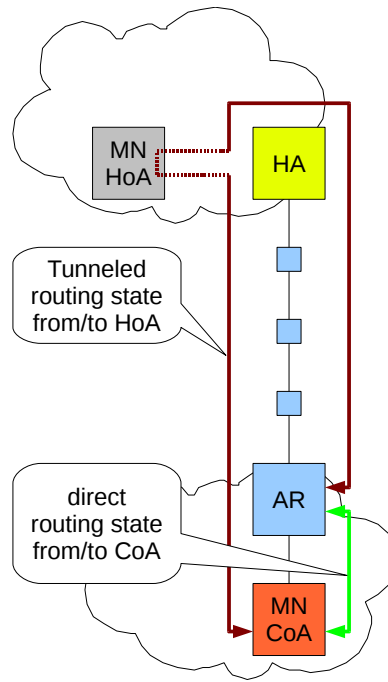 MN
HoA
HA
Tunneled
routing state
from/to HoA
AR
direct
routing state
from/to CoA
MN
CoA